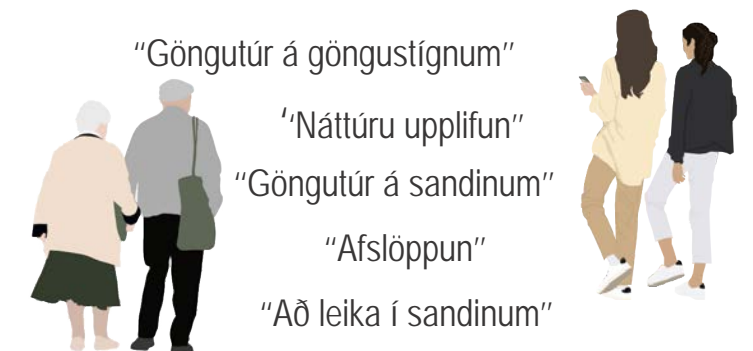 “Göngutúr á göngustígnum”
‘‘Náttúru upplifun”
“Göngutúr á sandinum”
“Afslöppun”
“Að leika í sandinum”